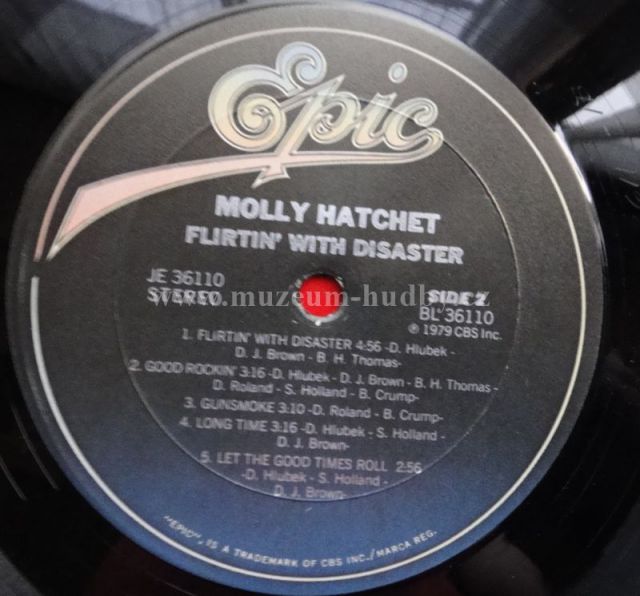 Epic
MOLLY HATCHET
FLIRTIN' WITH DISASTER
JE 36110
STEREO
SIDE 2
BL 36110
℗ 1979 CBS Inc.
www.muzeum-hudby.cz
1. FLIRTIN' WITH DISASTER 4:56 -D. Hlubek -
D. J. Brown - B. H. Thomas-
2. GOOD ROCKIN' 3:16 -D. Hlubek - D. J. Brown - B. H. Thomas-
D. Roland - S. Holland - B. Crump-
3. GUNSMOKE 3:10 -D. Roland - B. Crump-
4. LONG TIME 3:16 -D. Hlubek - S. Holland -
D. J. Brown-
5. LET THE GOOD TIMES ROLL 2:56
-D. Hlubek - S. Holland -
D. J. Brown-
"EPIC", IS A TRADEMARK OF CBS INC./MARCA REG.